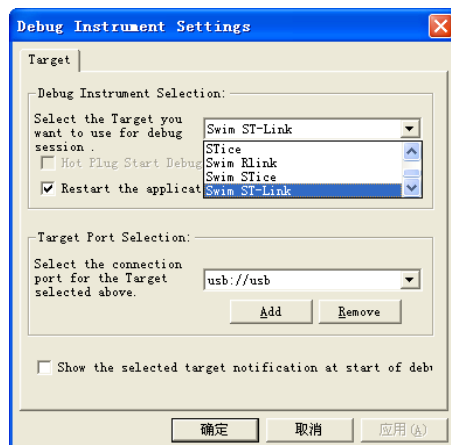 Debug Instrument Settings
Target
Debug Instrument Selection:
Select the Target you
want to use for debug
session .
Swim ST-Link
STice
Swim Rlink
Swim STice
Swim ST-Link
Hot Plug Start Debug
Restart the applicat
Target Port Selection:
Select the connection
port for the Target
selected above.
usb://usb
Add
Remove
Show the selected target notification at start of debu
确定
取消
应用(A)